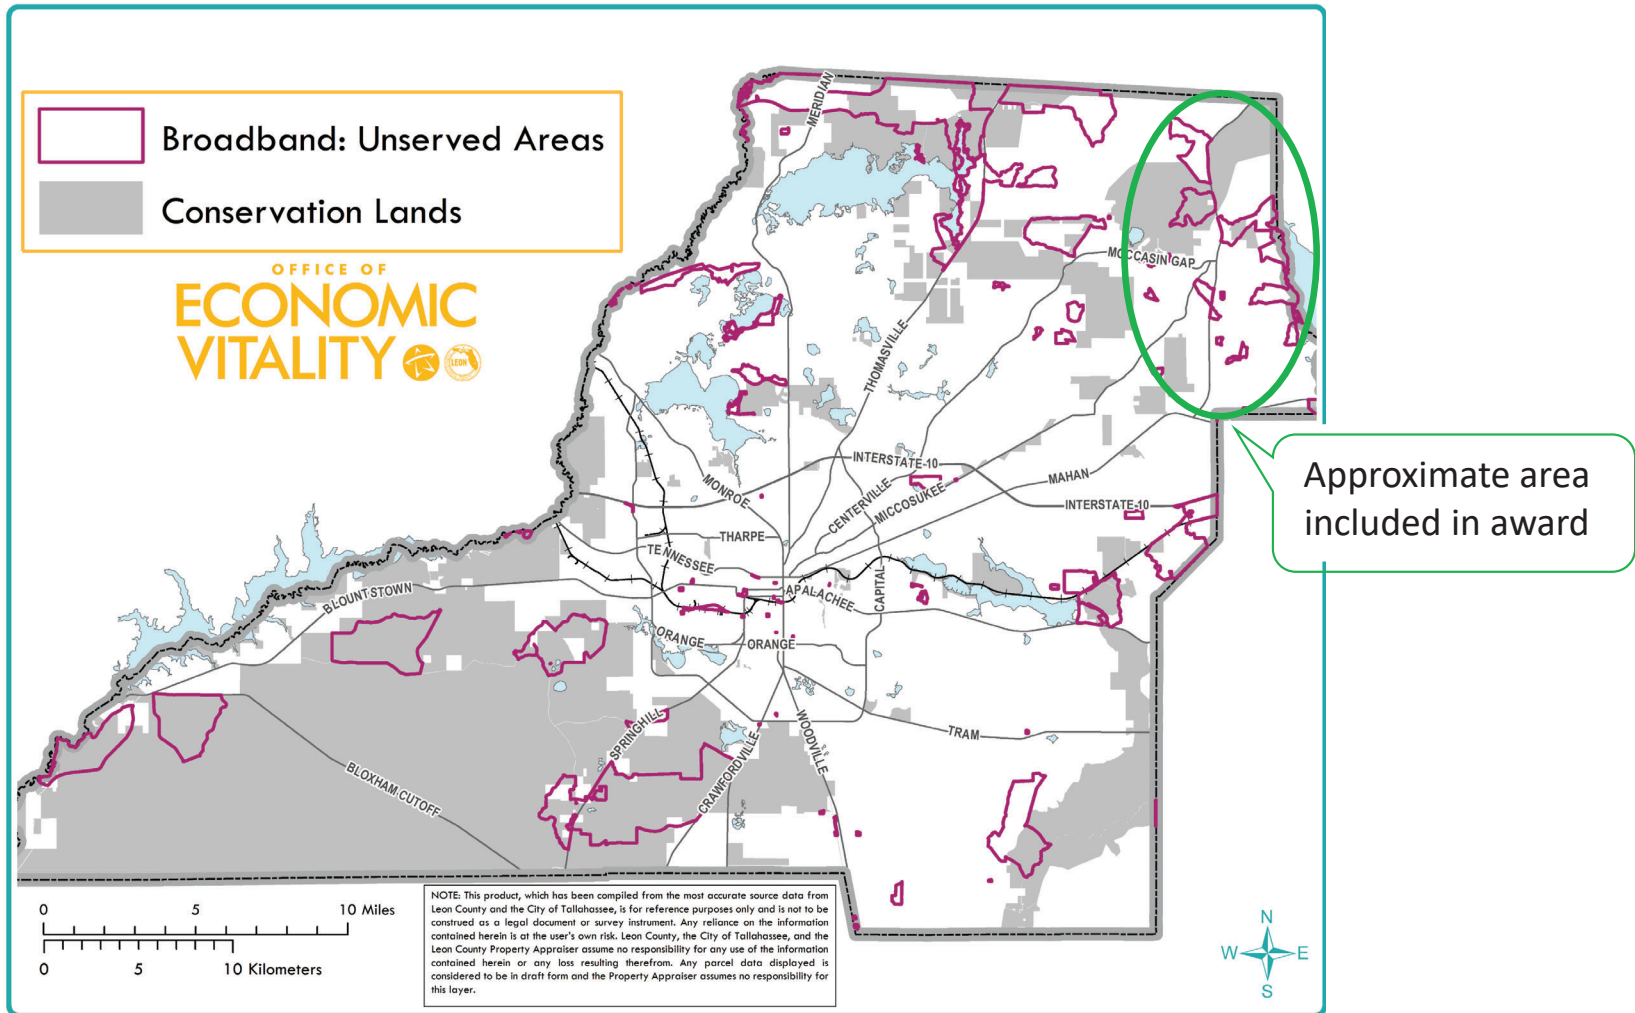 Broadband: Unserved Areas
Conservation Lands
OFFICE OF
ECONOMIC
VITALITY
LEON
MERIDIAN
MOCCASIN GAP
THOMASVILLE
INTERSTATE-10
MONROE
CENTERVILLE
MICCOSUKEE
MAHAN
INTERSTATE-10
THARPE
TENNESSEE
APALACHEE
CAPITAL
BLOUNTSTOWN
ORANGE
ORANGE
SPRINGHILL
CRAWFORDVILLE
WOODVILLE
TRAM
BLOXHAM CUTOFF
Approximate area
included in award
0 5 10 Miles
0 5 10 Kilometers
NOTE: This product, which has been compiled from the most accurate source data from
Leon County and the City of Tallahassee, is for reference purposes only and is not to be
construed as a legal document or survey instrument. Any reliance on the information
contained herein is at the user's own risk. Leon County, the City of Tallahassee, and the
Leon County Property Appraiser assume no responsibility for any use of the information
contained herein or any loss resulting therefrom. Any parcel data displayed is
considered to be in draft form and the Property Appraiser assumes no responsibility for
this layer.
N
W E
S